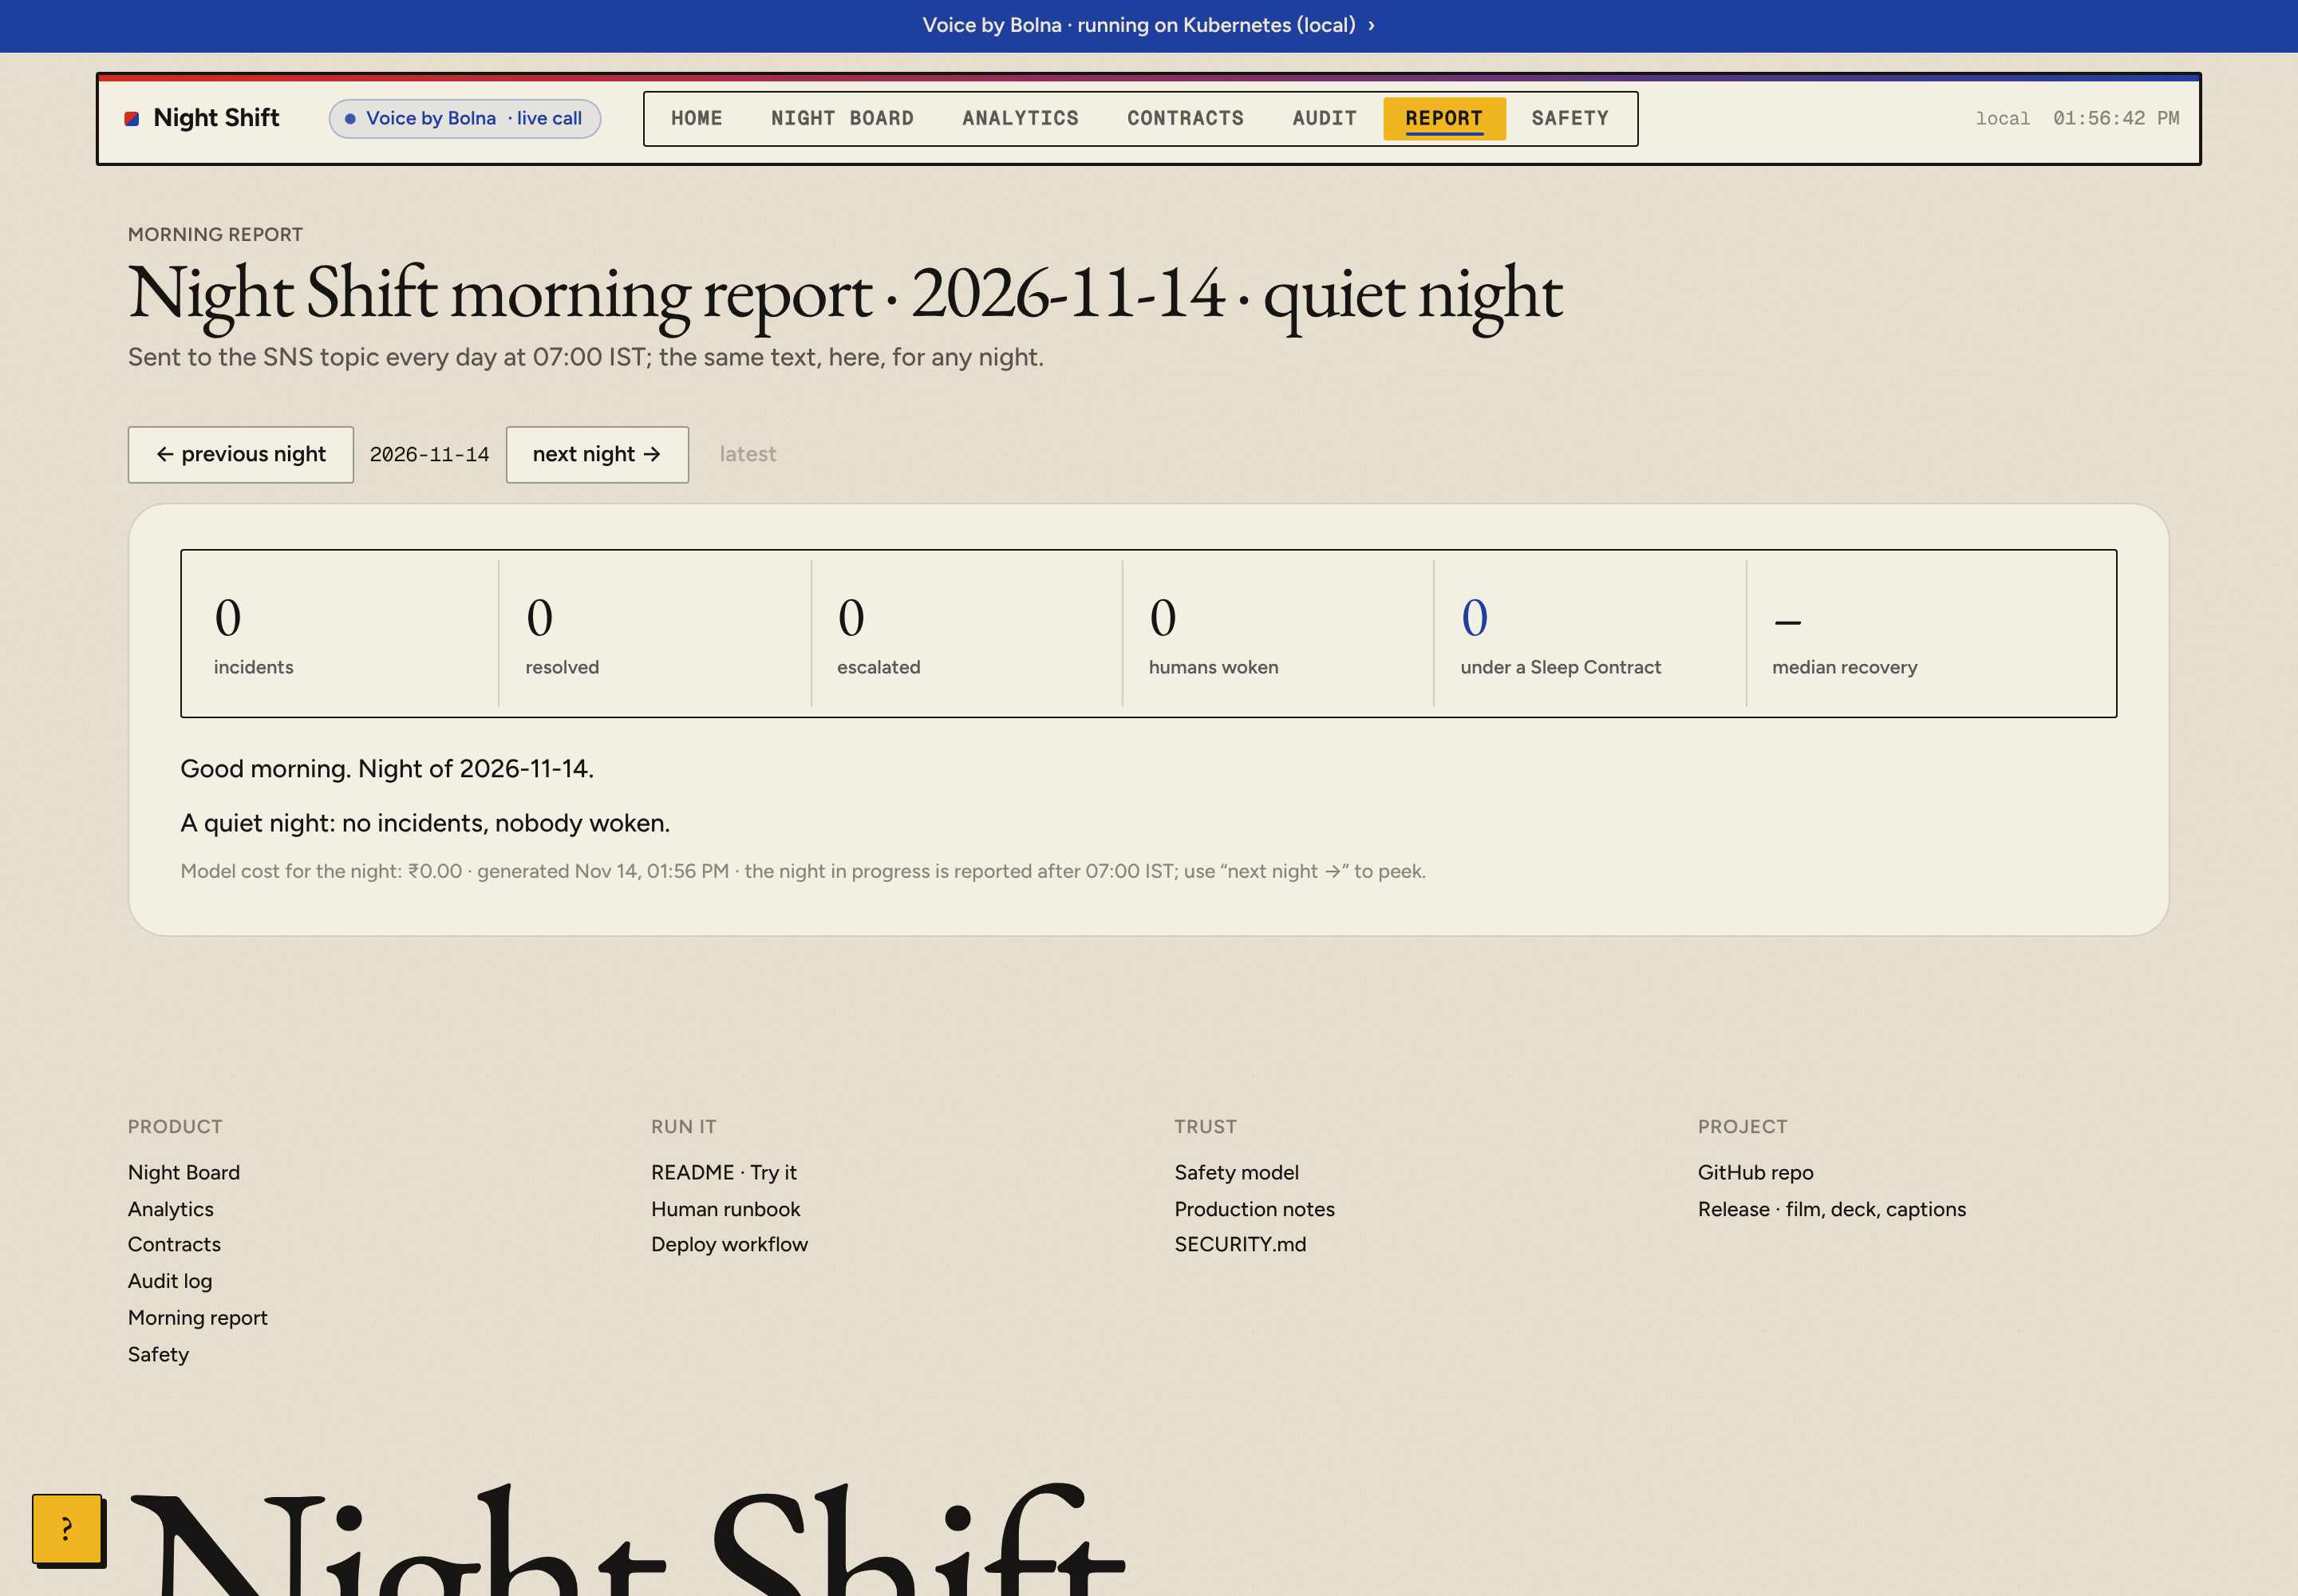 Voice by Bolna · running on Kubernetes (local) ›
Night Shift
Voice by Bolna · live call
HOME NIGHT BOARD ANALYTICS CONTRACTS AUDIT REPORT SAFETY
local 01:56:42 PM
MORNING REPORT
Night Shift morning report · 2026-11-14 · quiet night
Sent to the SNS topic every day at 07:00 IST; the same text, here, for any night.
← previous night 2026-11-14 next night → latest
0 0 0 0 0 –
incidents resolved escalated humans woken under a Sleep Contract median recovery
Good morning. Night of 2026-11-14.
A quiet night: no incidents, nobody woken.
Model cost for the night: ₹0.00 · generated Nov 14, 01:56 PM · the night in progress is reported after 07:00 IST; use “next night →” to peek.
PRODUCT
Night Board
Analytics
Contracts
Audit log
Morning report
Safety
RUN IT
README · Try it
Human runbook
Deploy workflow
TRUST
Safety model
Production notes
SECURITY.md
PROJECT
GitHub repo
Release · film, deck, captions
?
Night Shift